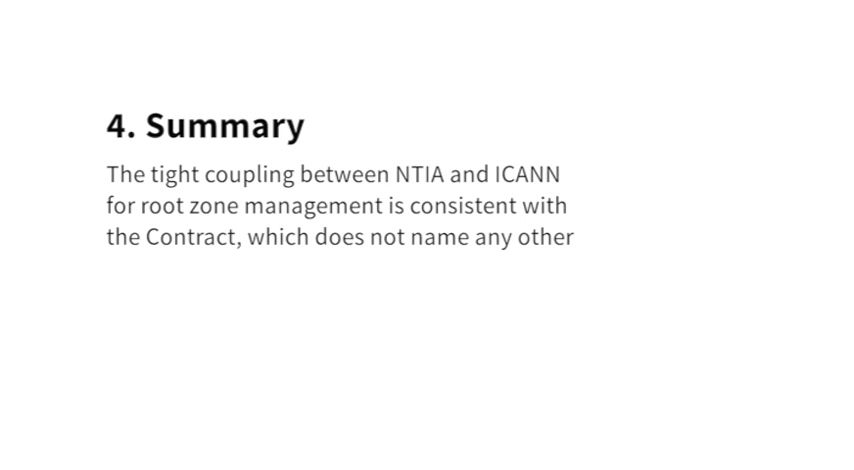 4. Summary
The tight coupling between NTIA and ICANN
for root zone management is consistent with
the Contract, which does not name any other